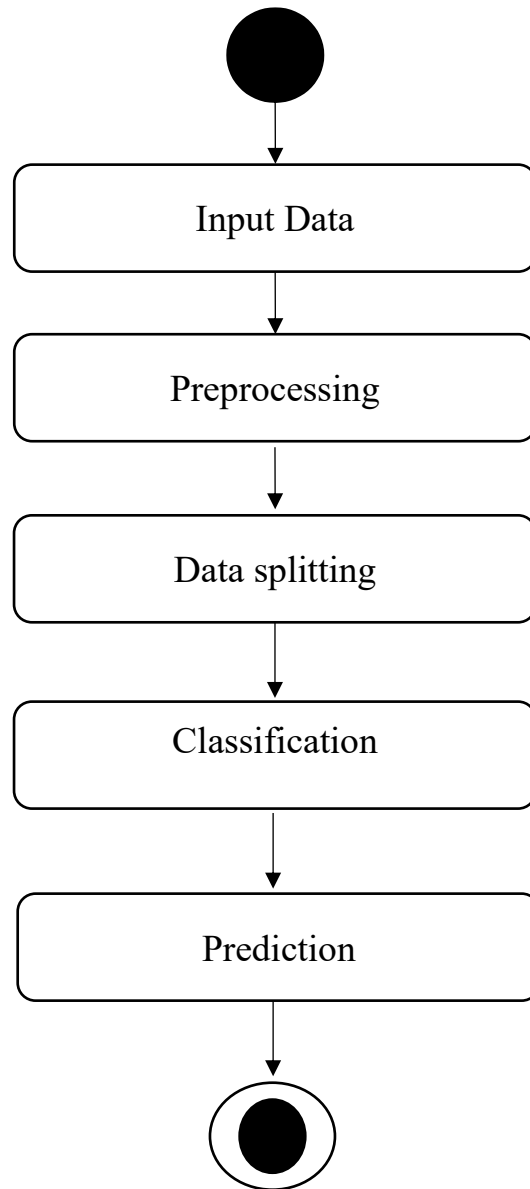 Input Data
Preprocessing
Data splitting
Classification
Prediction